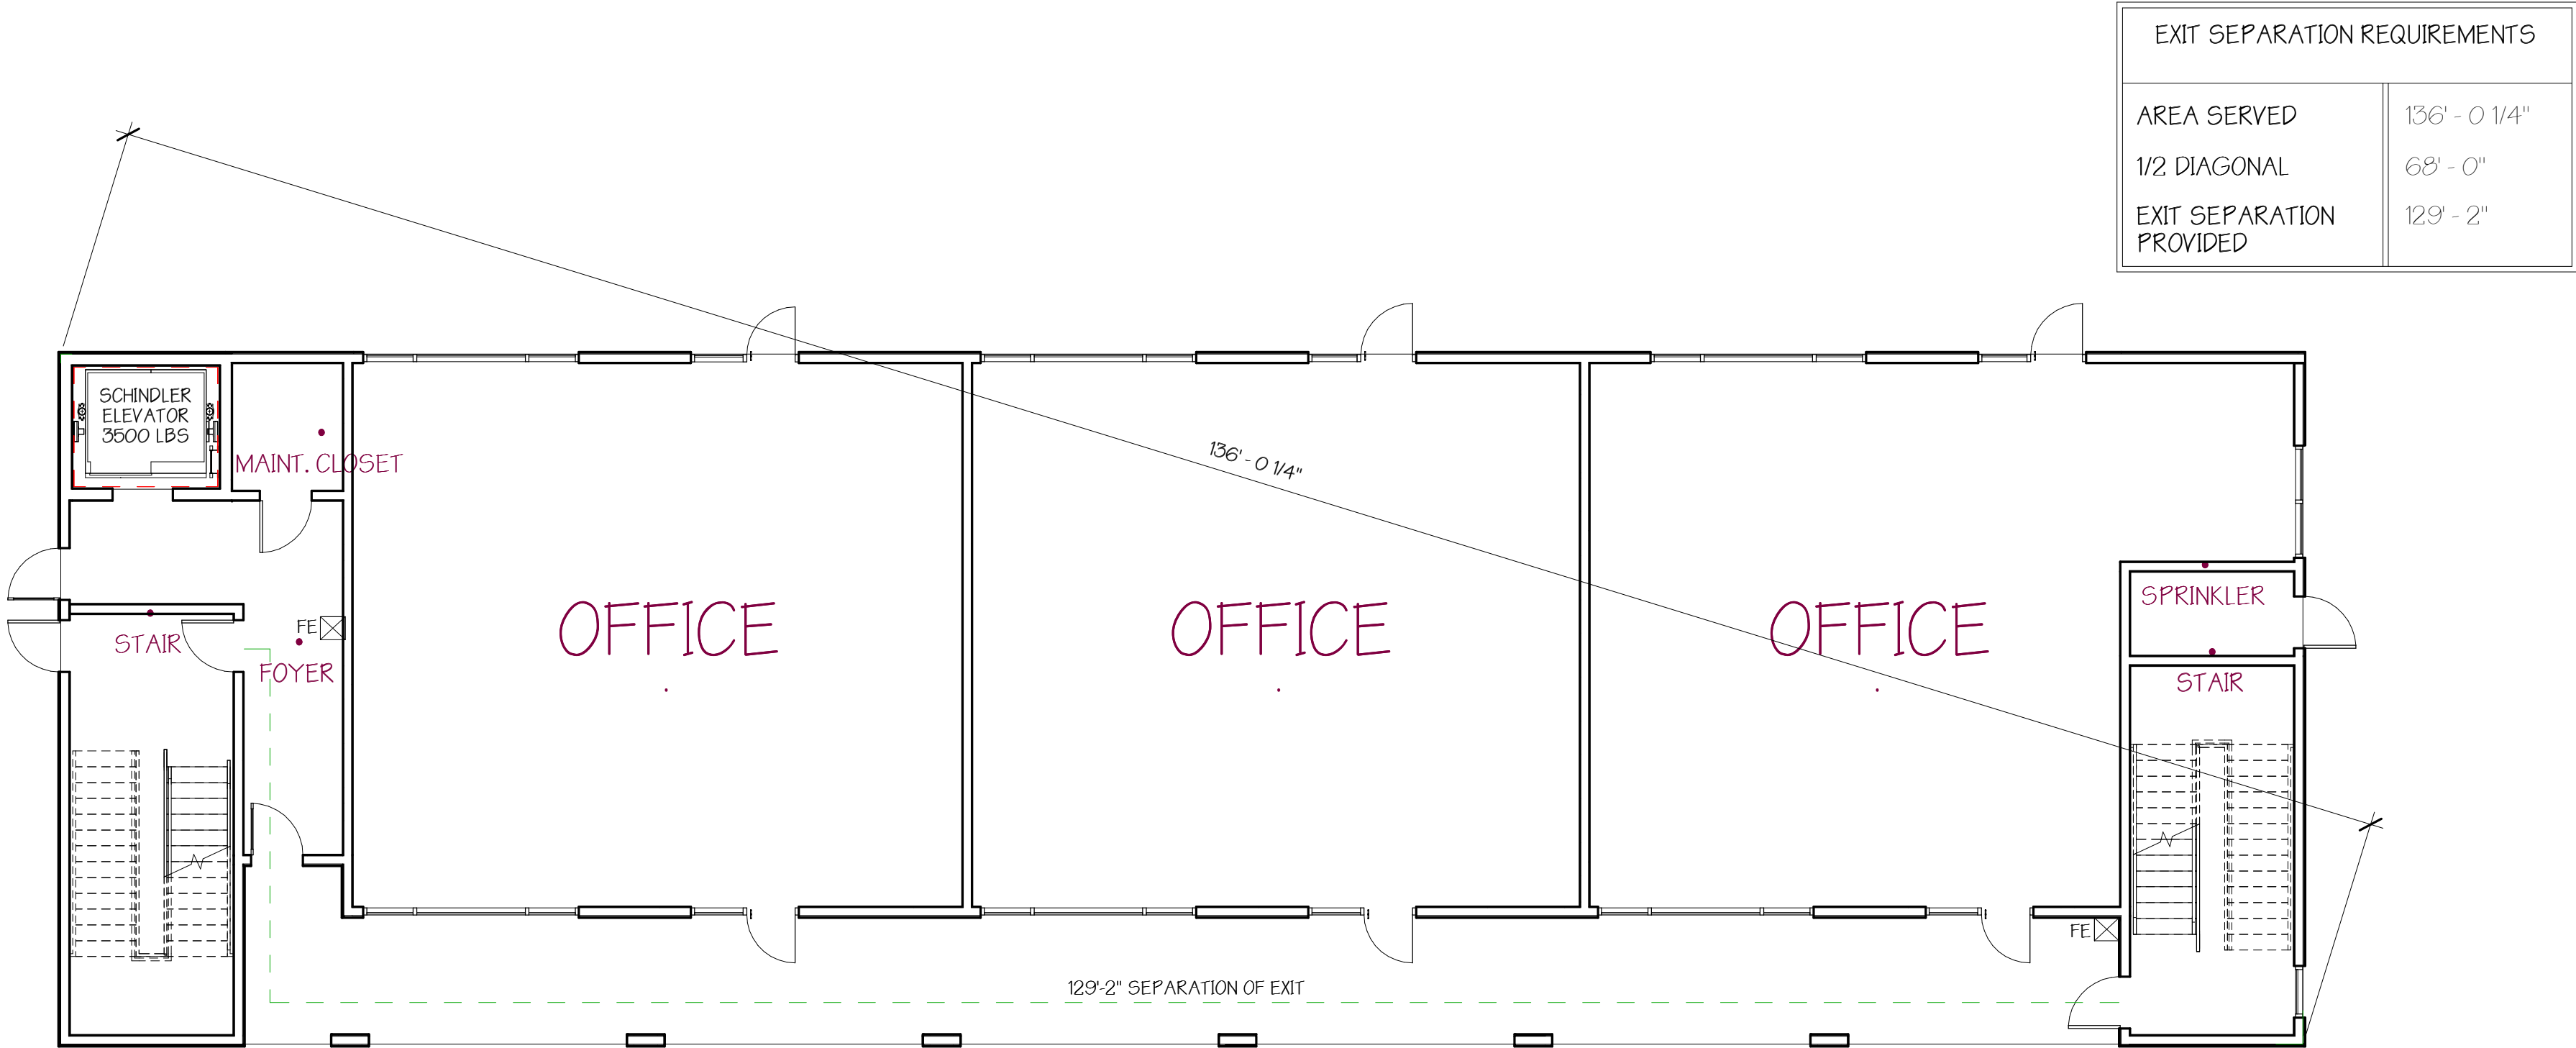 EXIT SEPARATION REQUIREMENTS
AREA SERVED 136' - 0 1/4"
1/2 DIAGONAL 68' - 0"
EXIT SEPARATION 129' - 2"
PROVIDED
SCHINDLER
ELEVATOR
3500 LBS
MAINT. CLOSET
136' - 0 1/4"
OFFICE
OFFICE
OFFICE
SPRINKLER
FE
STAIR
FOYER
STAIR
FE
129'-2" SEPARATION OF EXIT